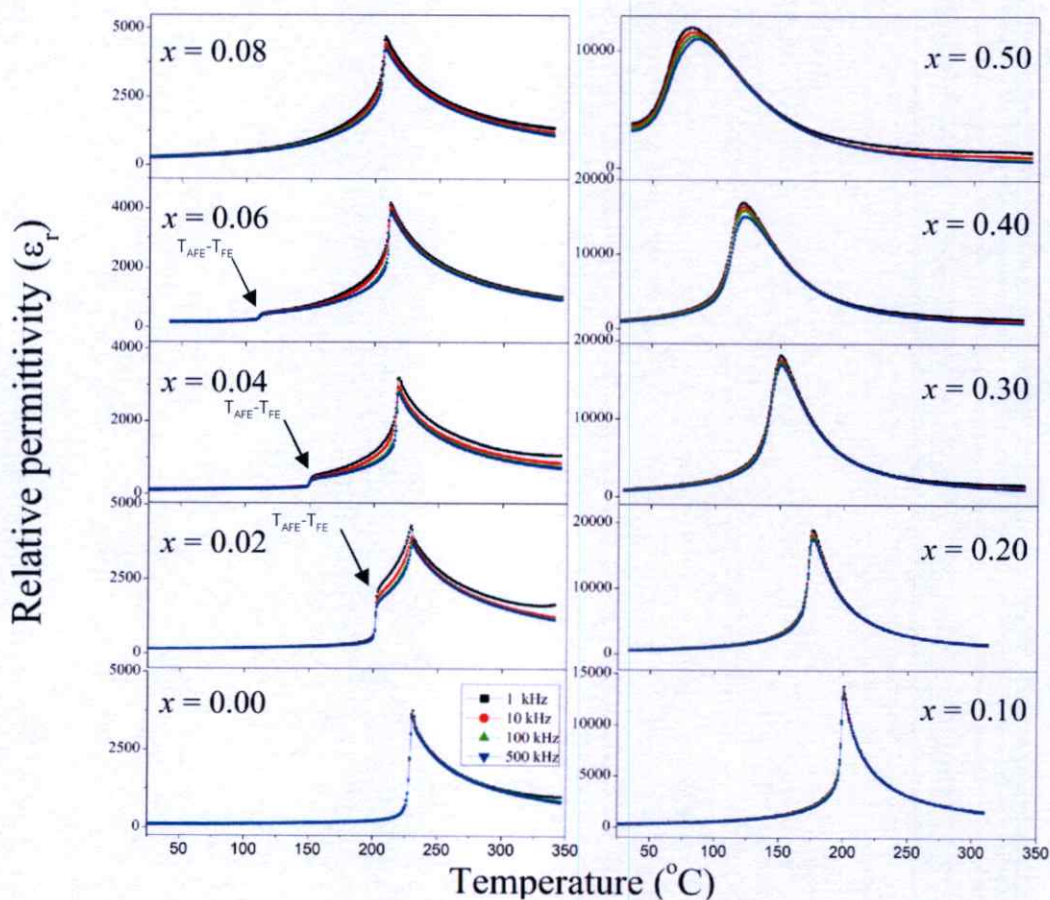 Relative permittivity (εr)
5000
2500
0
x = 0.08
4000
2000
0
x = 0.06
TAFE-TFE
4000
2000
0
x = 0.04
TAFE-TFE
5000
2500
0
x = 0.02
TAFE-TFE
5000
2500
0
x = 0.00
1 kHz
10 kHz
100 kHz
500 kHz
50 100 150 200 250 300 350
10000
0
x = 0.50
20000
10000
0
x = 0.40
20000
10000
0
x = 0.30
20000
10000
0
x = 0.20
15000
10000
5000
0
x = 0.10
50 100 150 200 250 300 350
Temperature (°C)